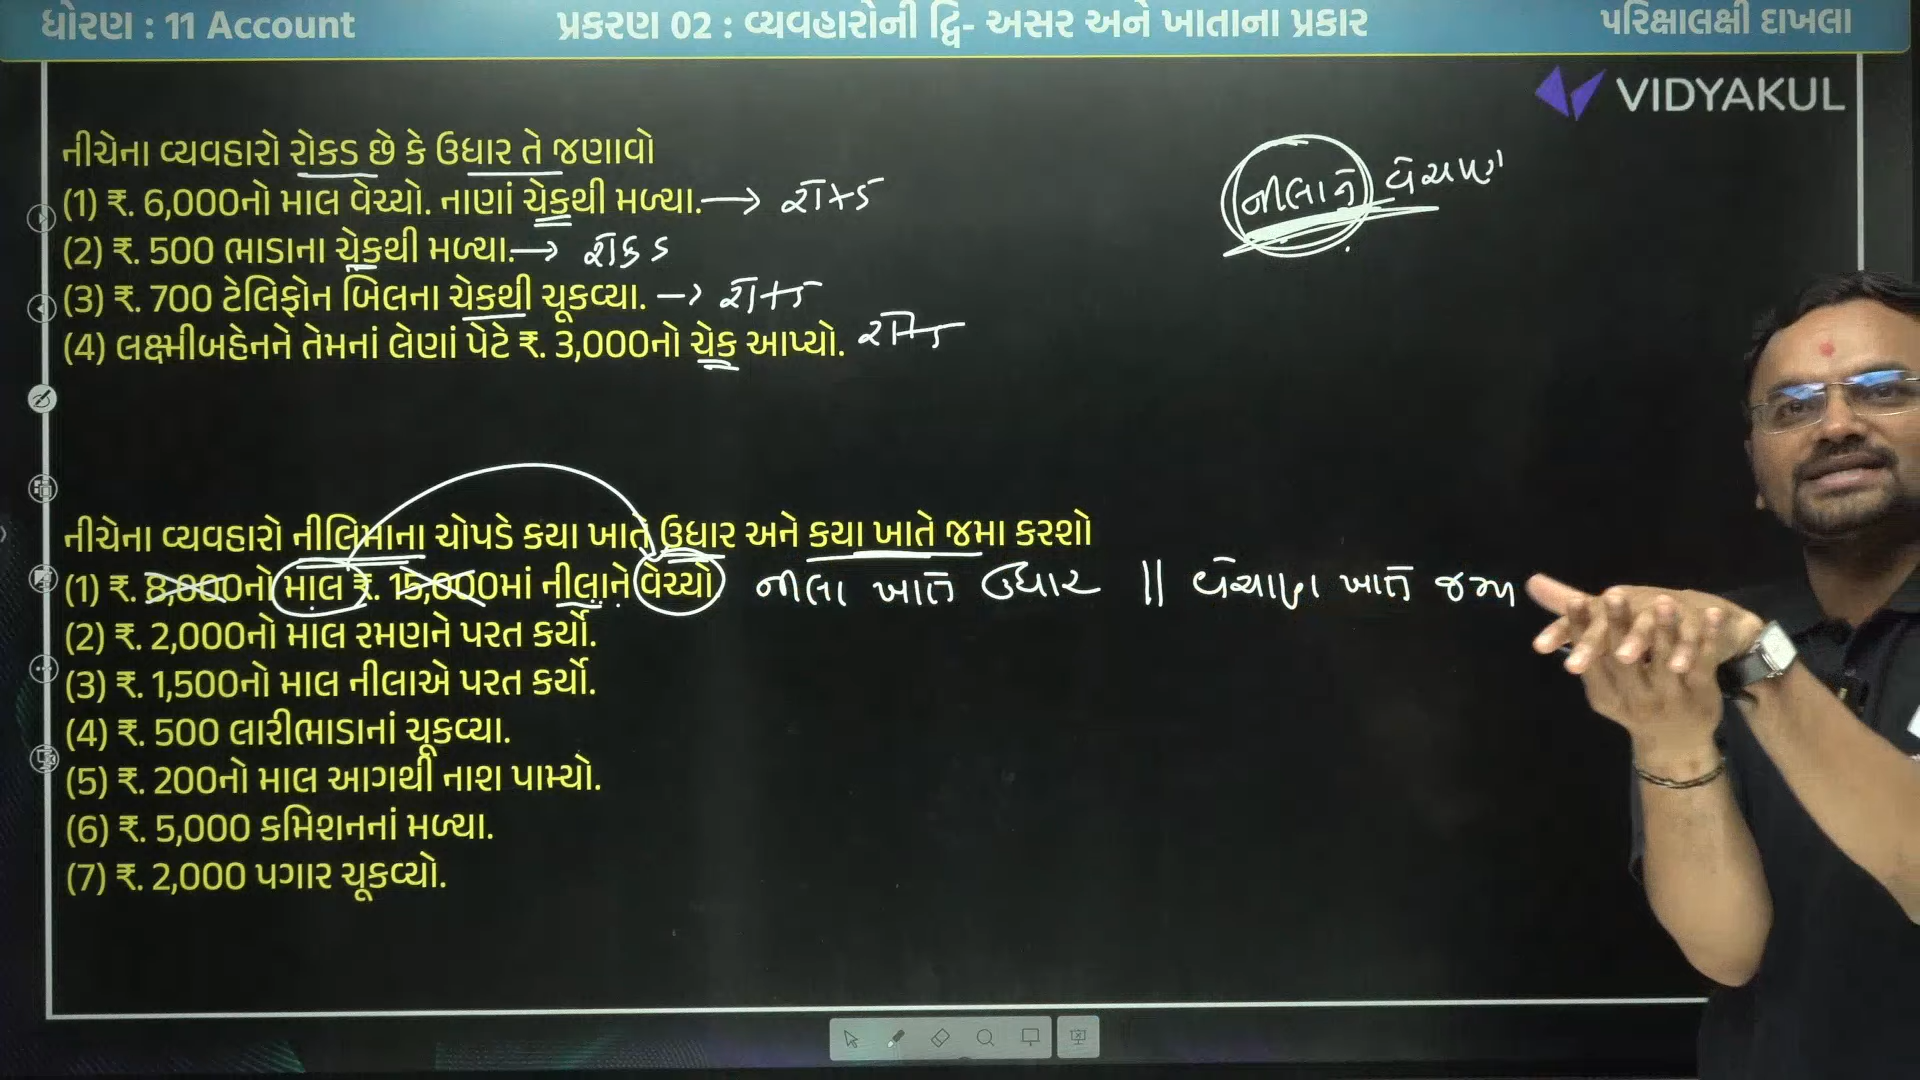 ધોરણ : 11 Account
પ્રકરણ 02 : વ્યવહારોની દ્વિ- અસર અને ખાતાના પ્રકાર
પરિક્ષાલક્ષી દાખલા
VIDYAKUL
નીચેના વ્યવહારો રોકડ છે કે ઉધાર તે જણાવો
(1) ₹. 6,000નો માલ વેચ્યો. નાણાં ચેકથી મળ્યા. → રોકડ
(2) ₹. 500 ભાડાના ચેકથી મળ્યા. → રોકડ
(3) ₹. 700 ટેલિફોન બિલના ચેકથી ચૂકવ્યા. → રોકડ
(4) લક્ષ્મીબહેનને તેમનાં લેણાં પેટે ₹. 3,000નો ચેક આપ્યો. રોકડ
નીલાને વેચાણ
નીચેના વ્યવહારો નીલિમાના ચોપડે કયા ખાતે ઉધાર અને કયા ખાતે જમા કરશો
(1) ₹. 8,000નો માલ ₹. 15,000માં નીલાને વેચ્યો. નીલા ખાતે ઉધાર || વેચાણ ખાતે જમા
(2) ₹. 2,000નો માલ રમણને પરત કર્યો.
(3) ₹. 1,500નો માલ નીલાએ પરત કર્યો.
(4) ₹. 500 લારીભાડાનાં ચૂકવ્યા.
(5) ₹. 200નો માલ આગથી નાશ પામ્યો.
(6) ₹. 5,000 કમિશનનાં મળ્યા.
(7) ₹. 2,000 પગાર ચૂકવ્યો.